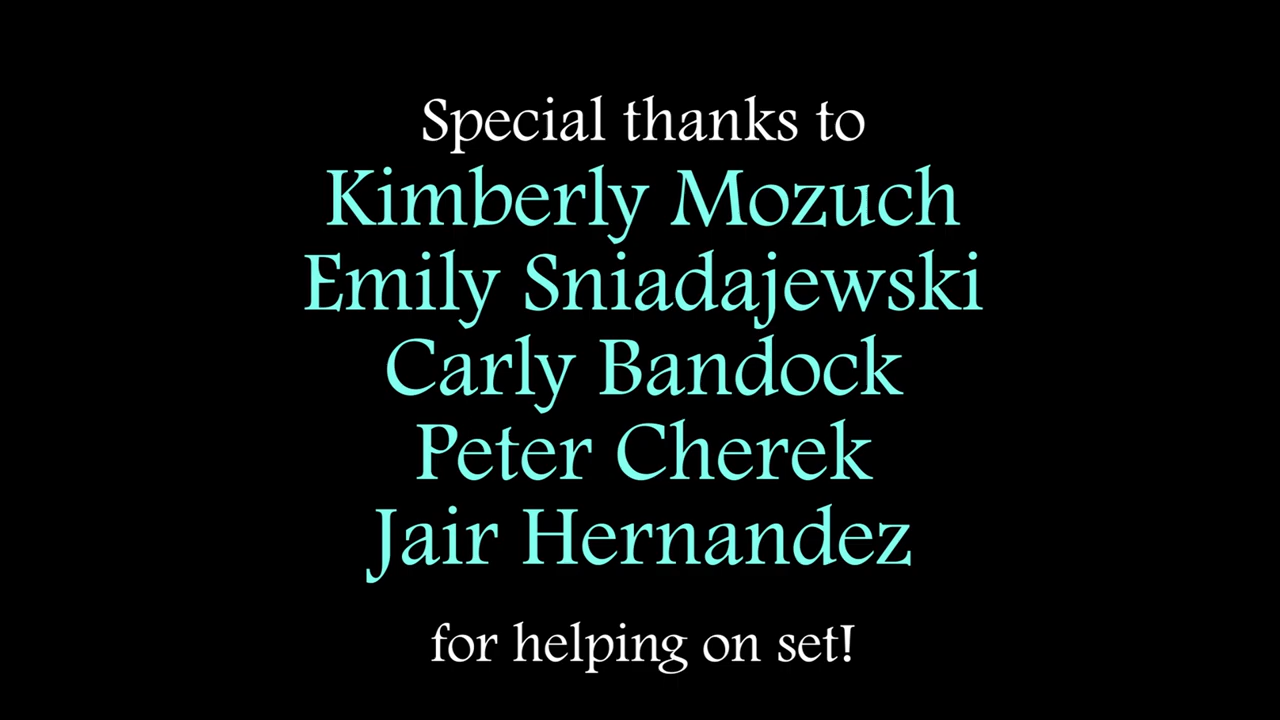 Special thanks to
Kimberly Mozuch
Emily Sniadajewski
Carly Bandock
Peter Cherek
Jair Hernandez
for helping on set!